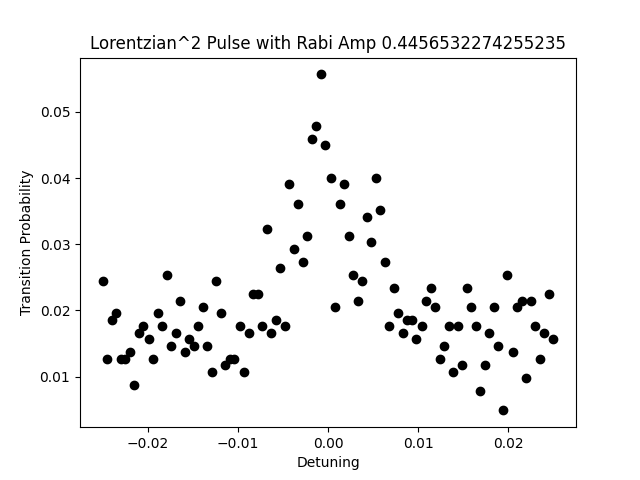 Lorentzian^2 Pulse with Rabi Amp 0.4456532274255235
0.05
0.04
0.03
0.02
0.01
Transition Probability
−0.02 −0.01 0.00 0.01 0.02
Detuning